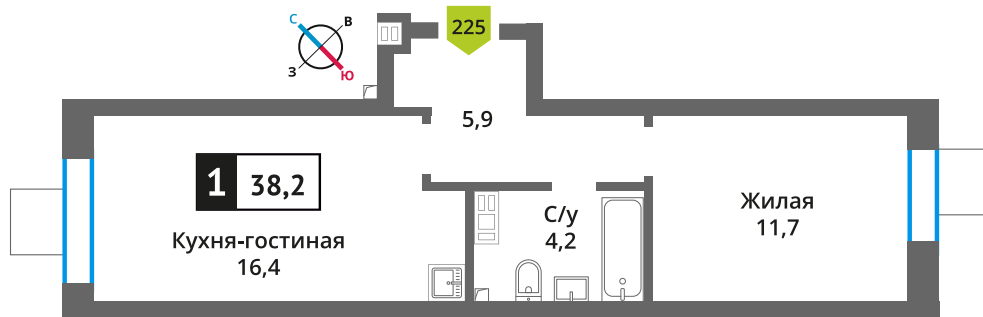 225
С
В
З
Ю
5,9
1 38,2
Кухня-гостиная
16,4
С/у
4,2
Жилая
11,7